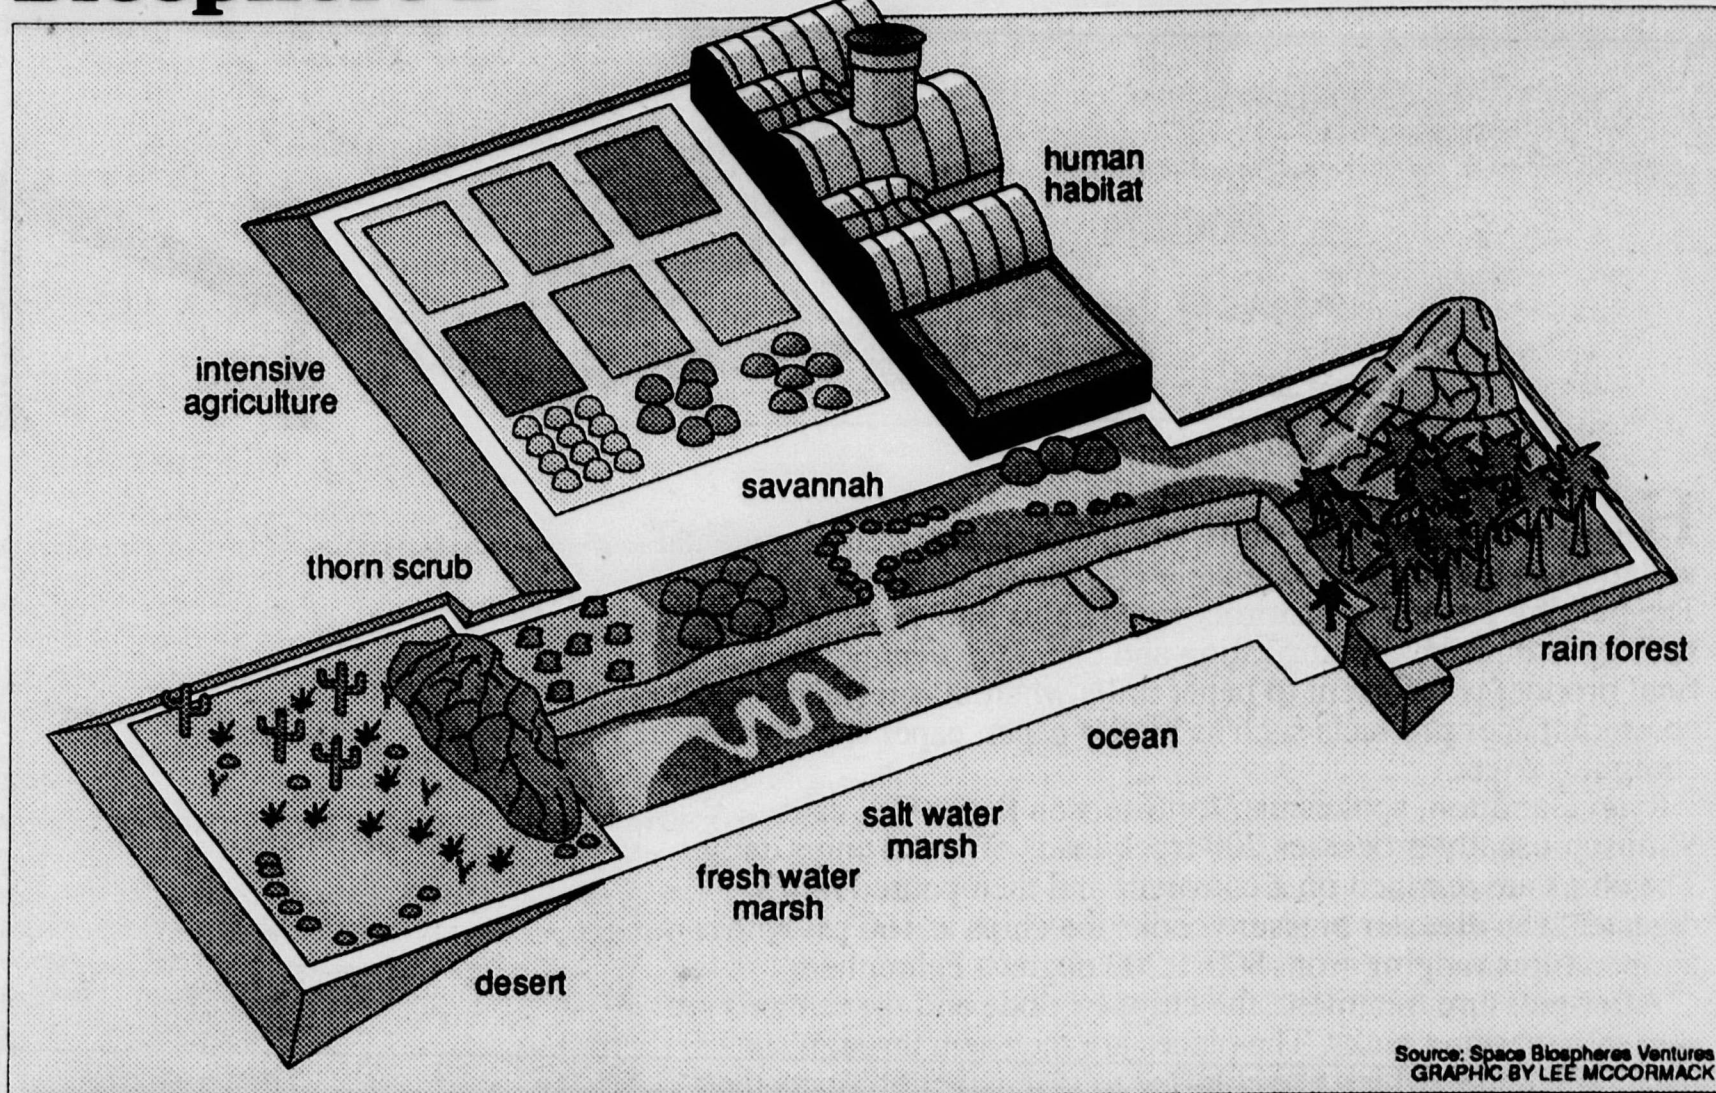 human
habitat
intensive
agriculture
savannah
thorn scrub
rain forest
ocean
salt water
marsh
fresh water
marsh
desert
Source: Space Biospheres Ventures
GRAPHIC BY LEE MCCORMACK